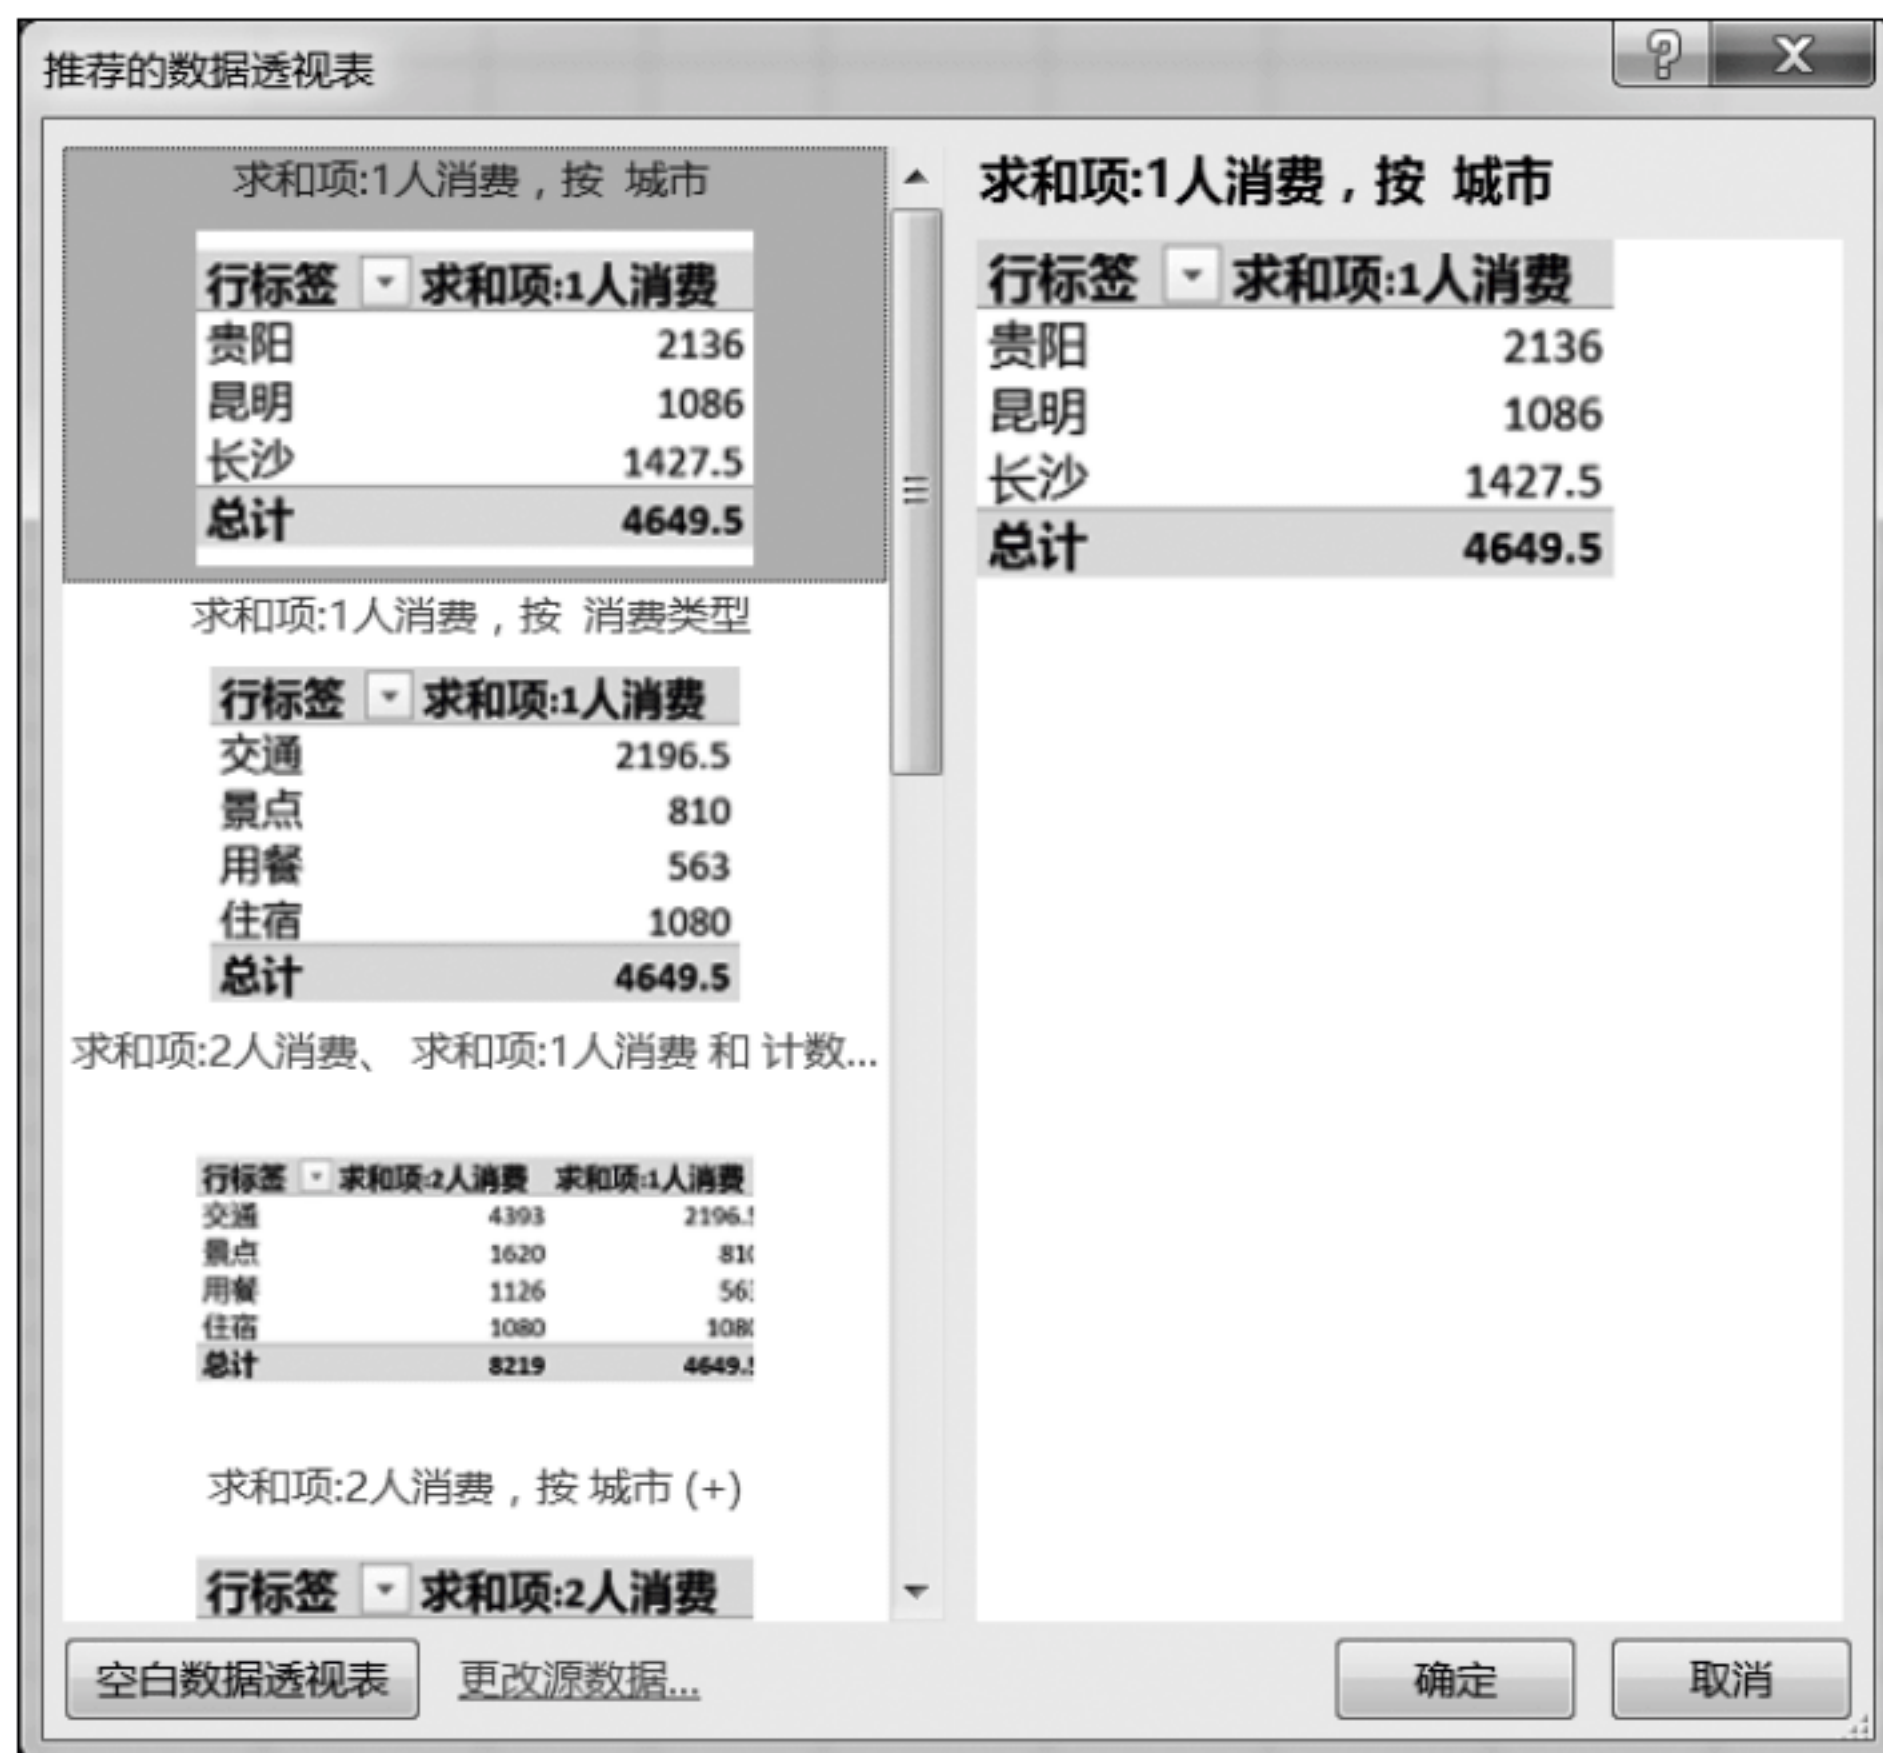 推荐的数据透视表
求和项:1人消费，按 城市
行标签 求和项:1人消费
贵阳 2136
昆明 1086
长沙 1427.5
总计 4649.5
求和项:1人消费，按 消费类型
行标签 求和项:1人消费
交通 2196.5
景点 810
用餐 563
住宿 1080
总计 4649.5
求和项:2人消费、 求和项:1人消费 和 计数...
行标签 求和项:2人消费 求和项:1人消费
交通 4393 2196.
景点 1620 81
用餐 1126 56
住宿 1080 108
总计 8219 4649.
求和项:2人消费，按 城市 (+)
行标签 求和项:2人消费
求和项:1人消费，按 城市
行标签 求和项:1人消费
贵阳 2136
昆明 1086
长沙 1427.5
总计 4649.5
空白数据透视表 更改源数据... 确定 取消